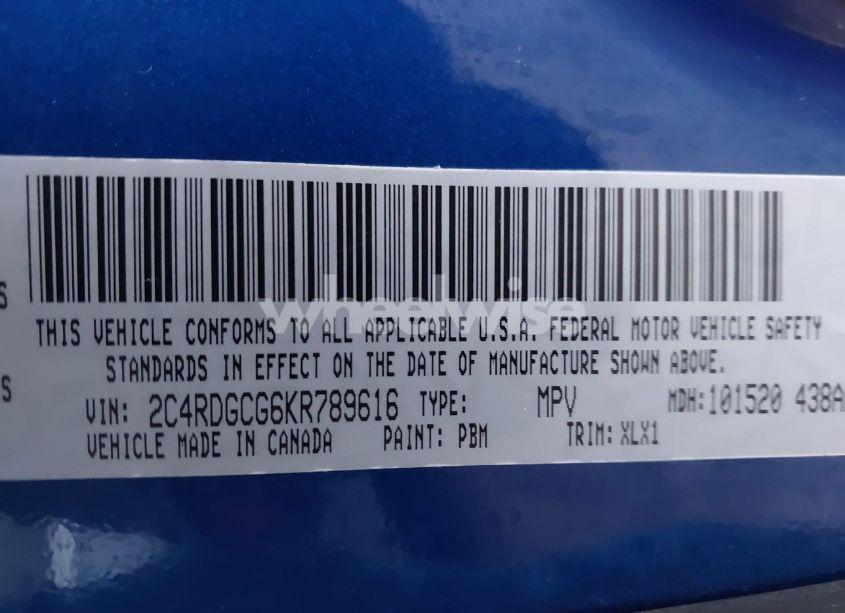 S
wheelwise
THIS VEHICLE CONFORMS TO ALL APPLICABLE U.S.A. FEDERAL MOTOR VEHICLE SAFETY
STANDARDS IN EFFECT ON THE DATE OF MANUFACTURE SHOWN ABOVE.
S
VIN: 2C4RDGCG6KR789616 TYPE: MPV MDH:101520 438A
VEHICLE MADE IN CANADA PAINT: PBM TRIM: XLX1